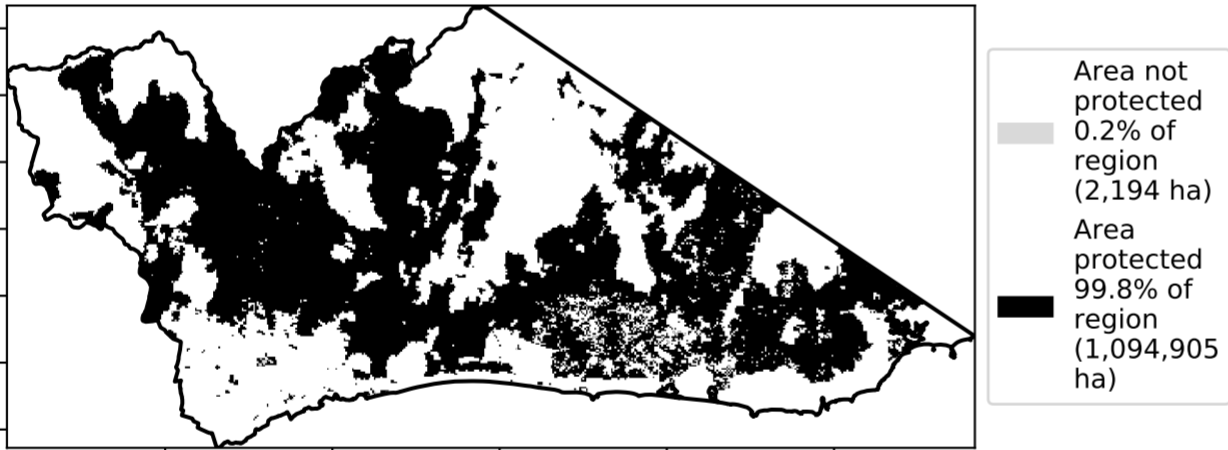 Area not
protected
0.2% of
region
(2,194 ha)
Area
protected
99.8% of
region
(1,094,905
ha)